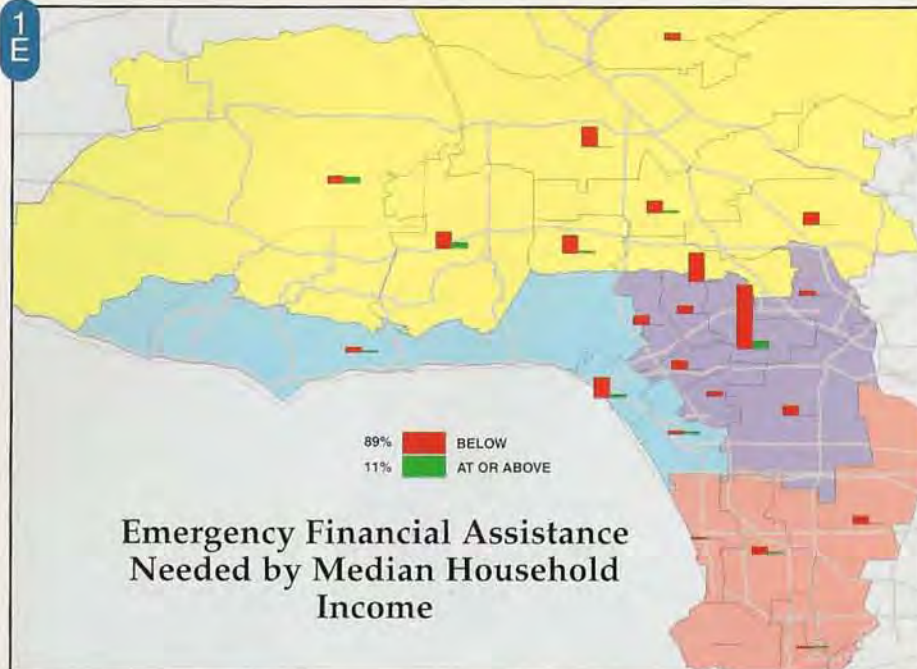 1
E
89% BELOW
11% AT OR ABOVE
Emergency Financial Assistance
Needed by Median Household
Income